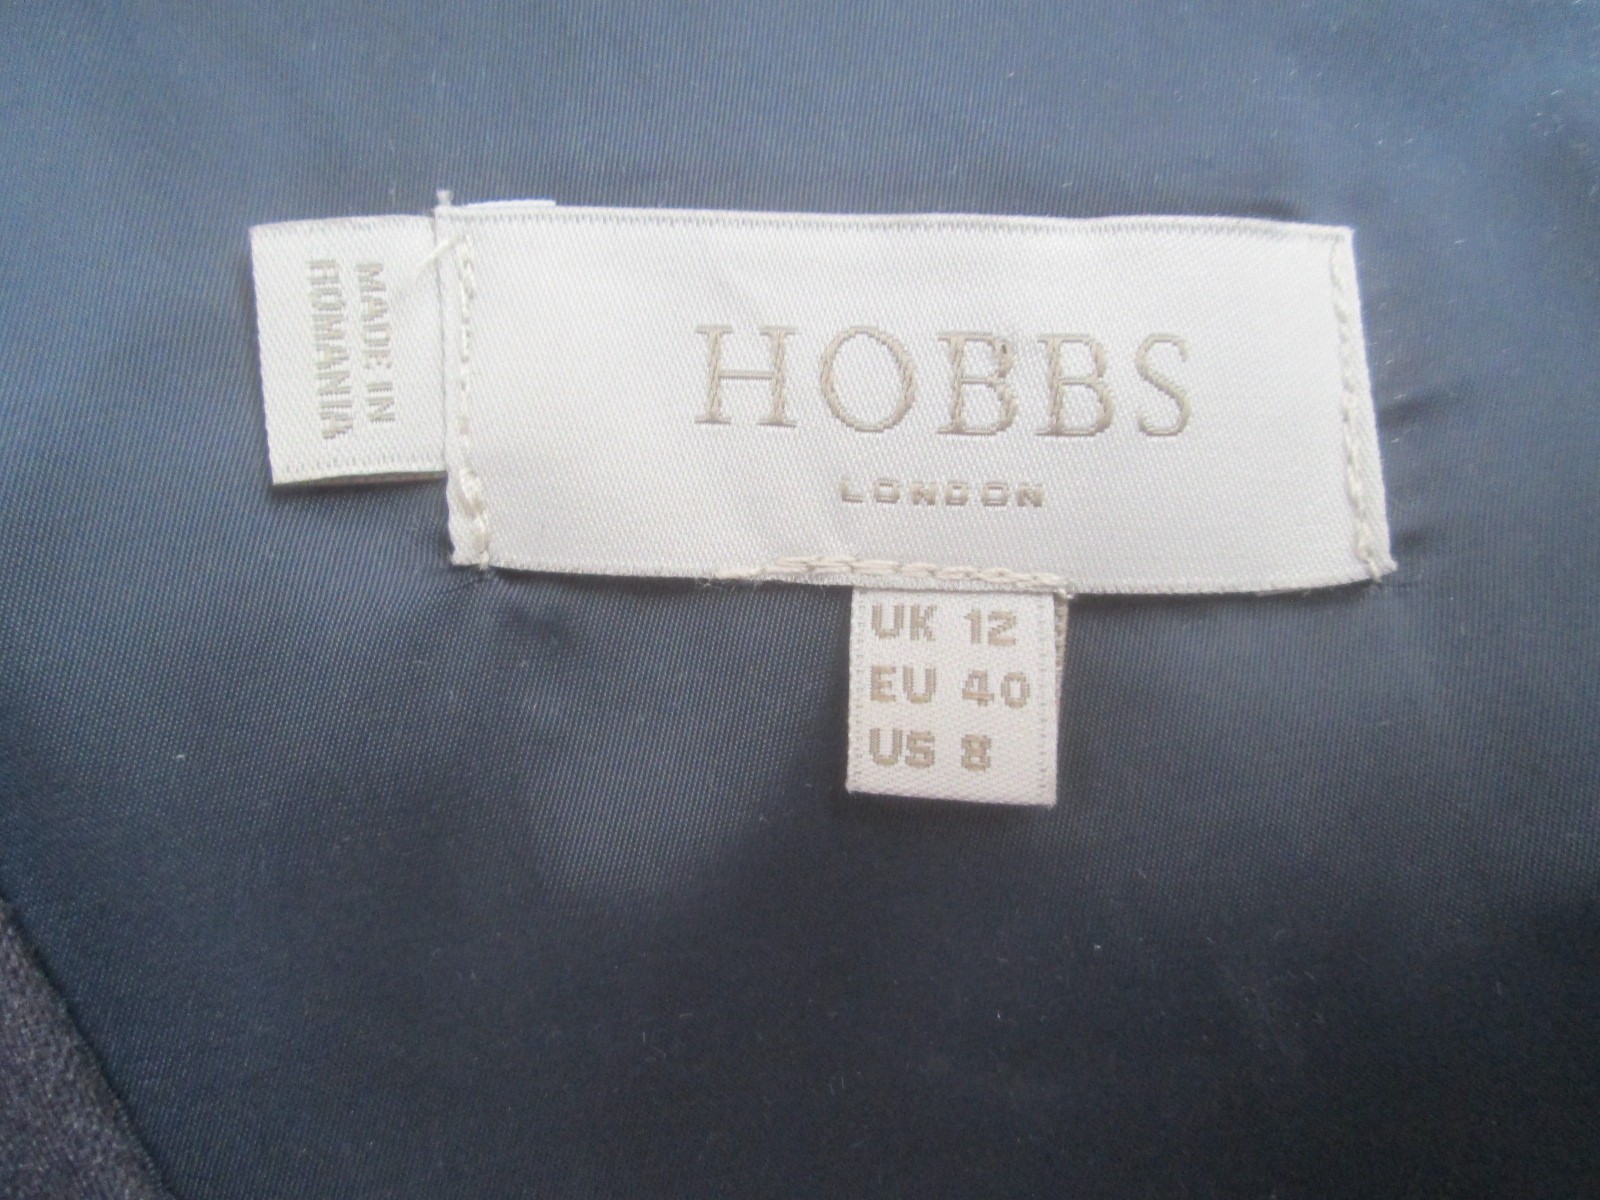 MADE IN
ROMANIA
HOBBS
LONDON
UK 12
EU 40
US 8